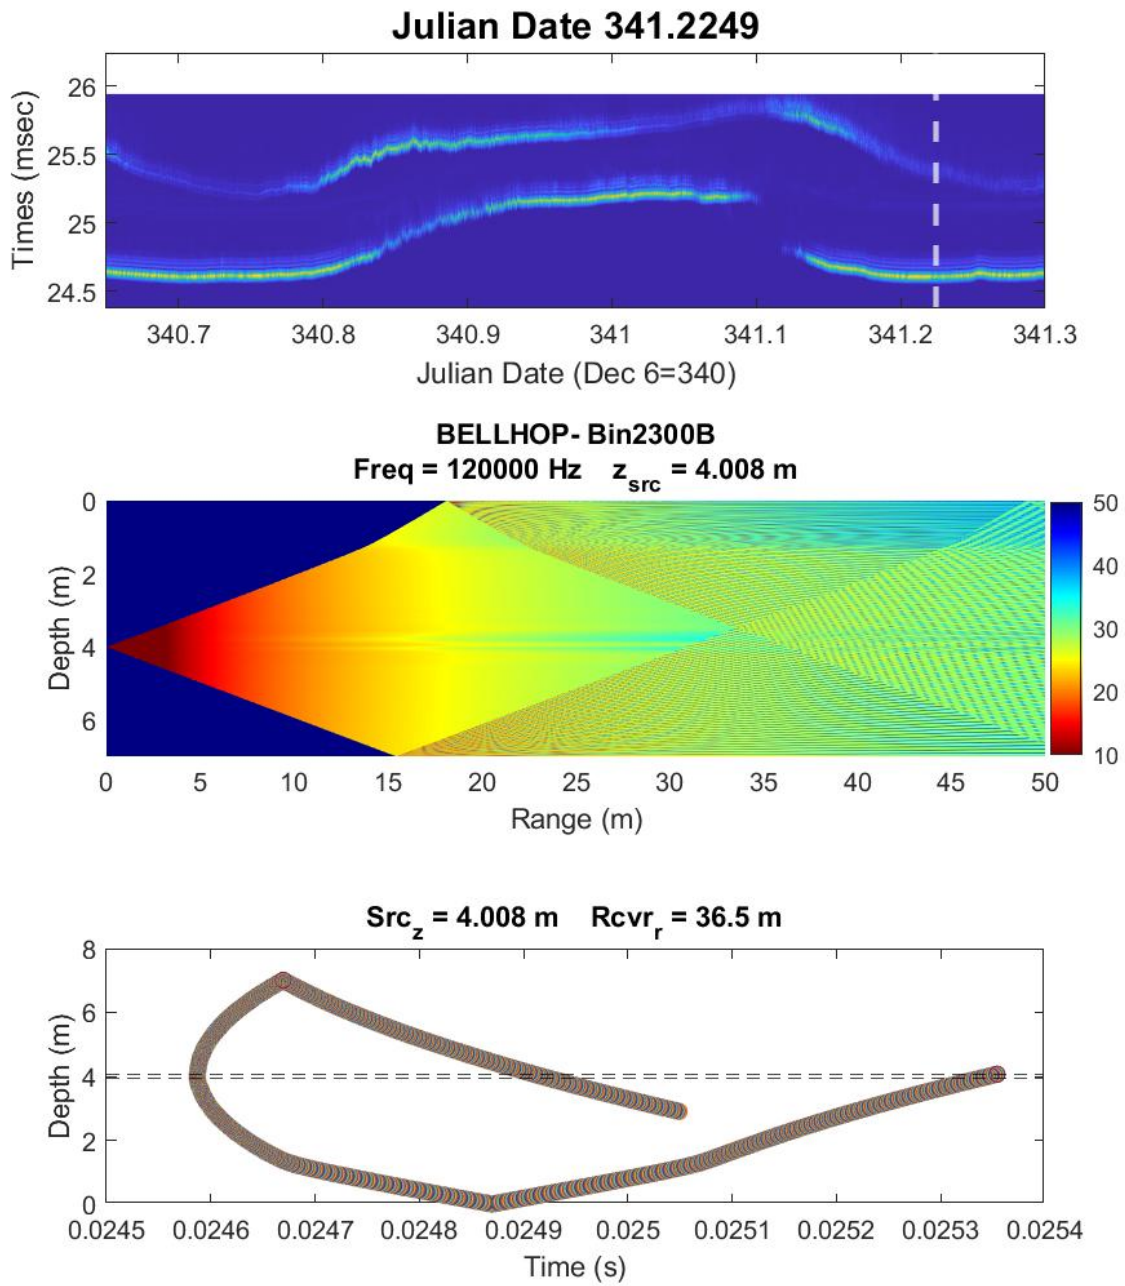 Julian Date 341.2249
26
25.5
25
24.5
Times (msec)
340.7 340.8 340.9 341 341.1 341.2 341.3
Julian Date (Dec 6=340)
BELLHOP- Bin2300B
Freq = 120000 Hz z_src = 4.008 m
0
2
4
6
Depth (m)
50
40
30
20
10
0 5 10 15 20 25 30 35 40 45 50
Range (m)
Src_z = 4.008 m Rcvr_r = 36.5 m
8
6
4
2
0
Depth (m)
0.0245 0.0246 0.0247 0.0248 0.0249 0.025 0.0251 0.0252 0.0253 0.0254
Time (s)